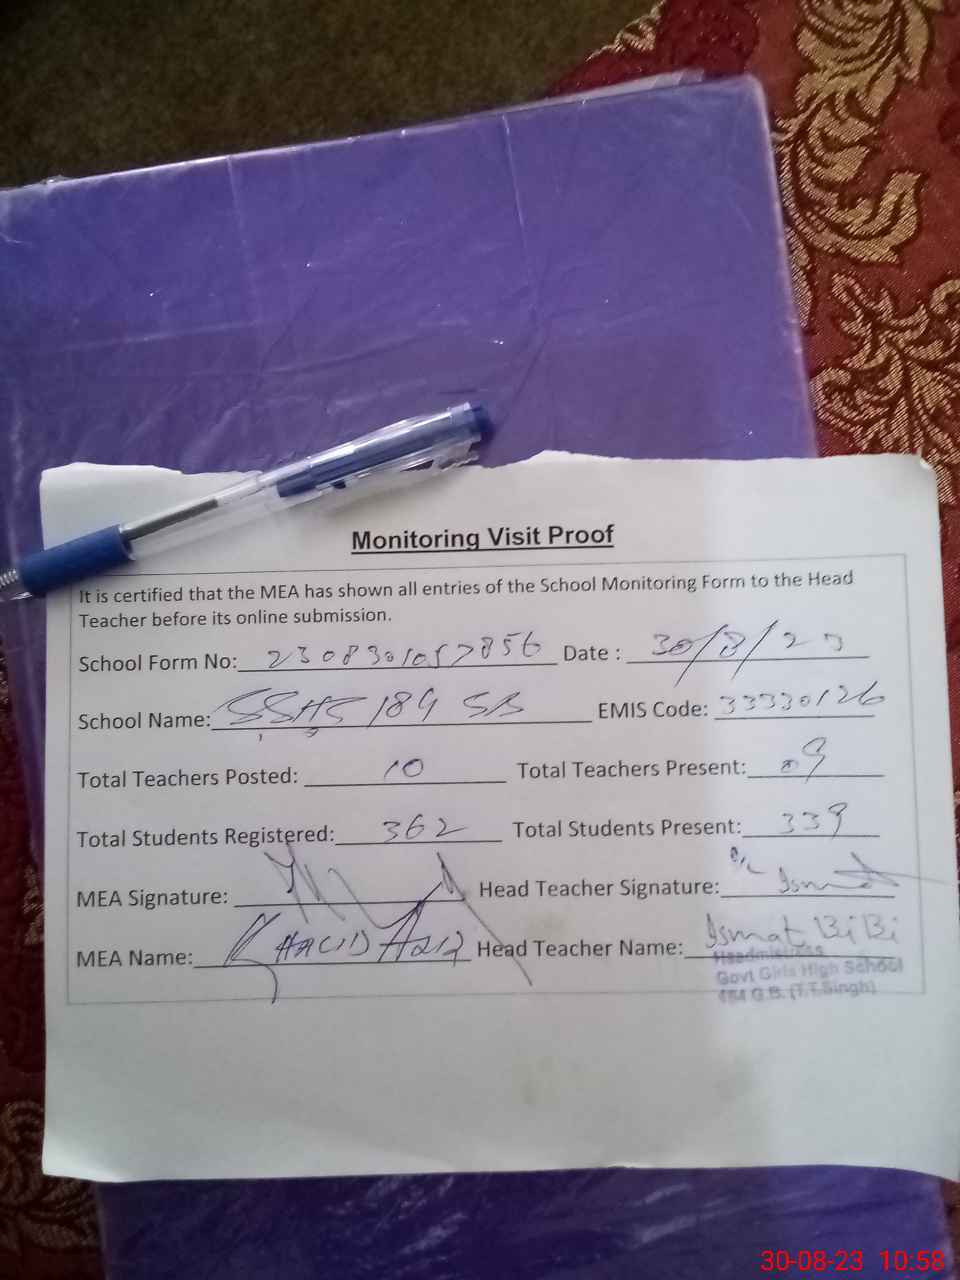 Monitoring Visit Proof
It is certified that the MEA has shown all entries of the School Monitoring Form to the Head
Teacher before its online submission.
School Form No: 2308301057856 Date : 30/8/23
School Name: GGHS 184 GB EMIS Code: 33330126
Total Teachers Posted: 10 Total Teachers Present: 09
Total Students Registered: 362 Total Students Present: 339
MEA Signature: Head Teacher Signature:
MEA Name: Head Teacher Name: Ismat BiBi
Headmistress
Govt Girls High School
G.B. (T.T.Singh)
30-08-23 10:58